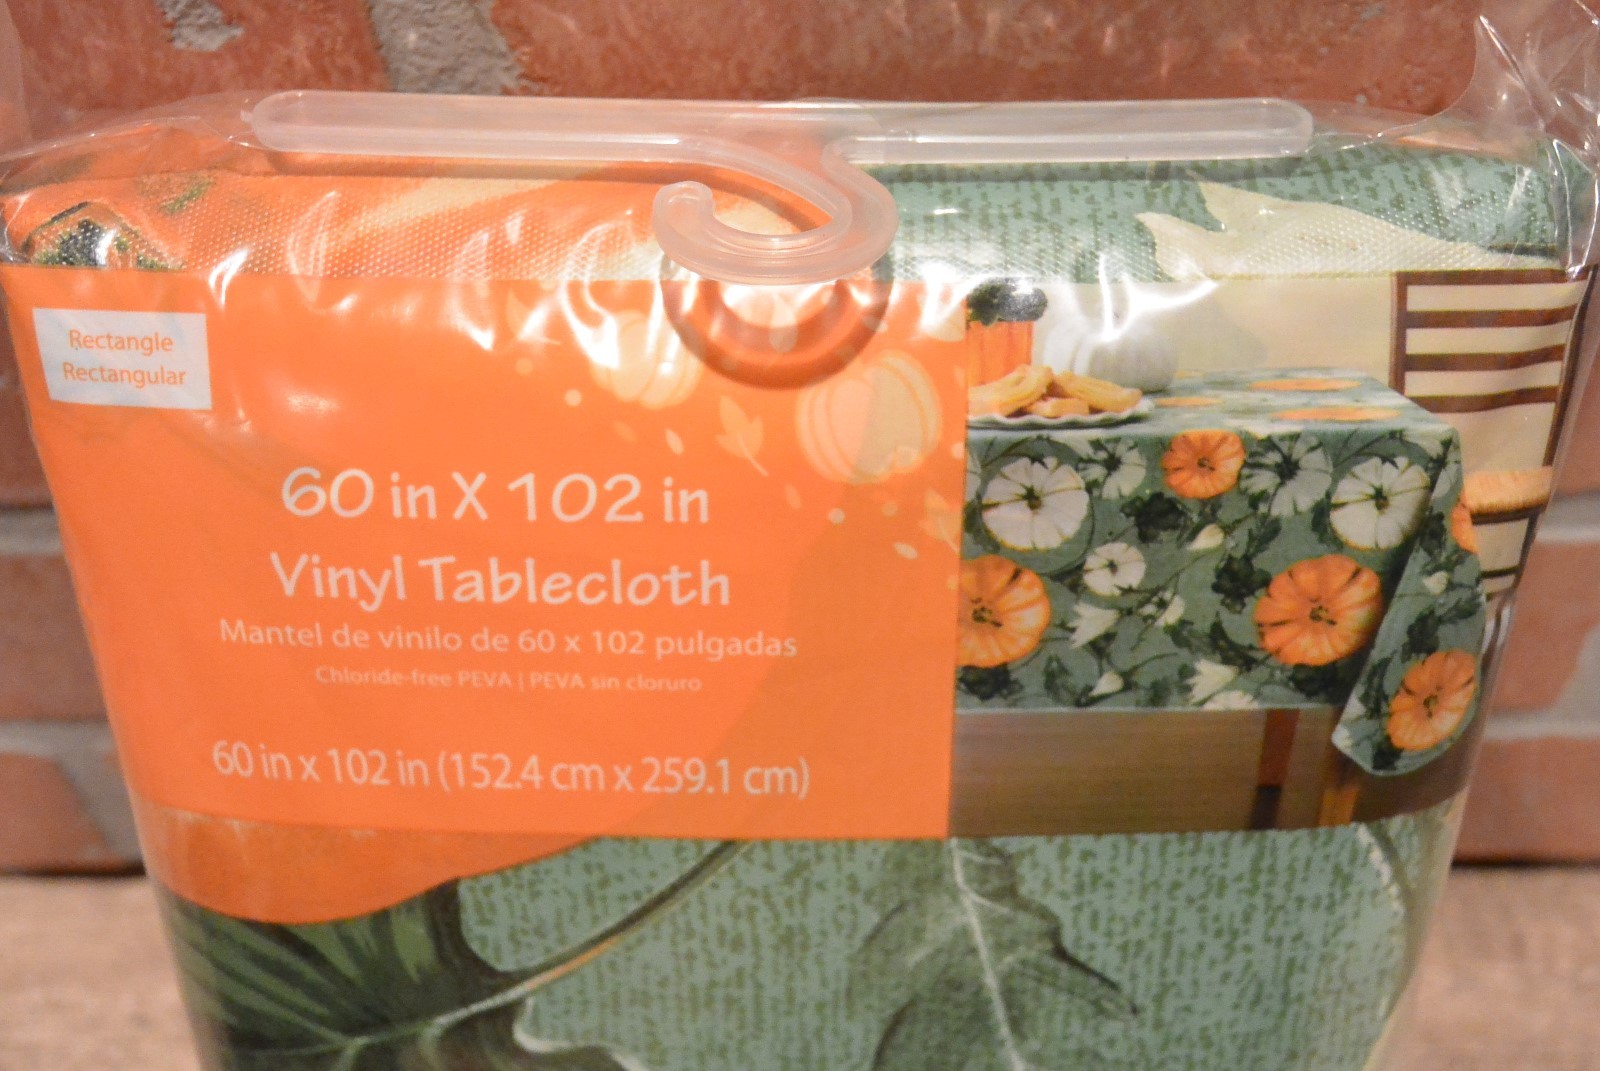 Rectangle
Rectangular
60 in X 102 in
Vinyl Tablecloth
Mantel de vinilo de 60 x 102 pulgadas
Chloride-free PEVA | PEVA sin cloruro
60 in x 102 in (152.4 cm x 259.1 cm)